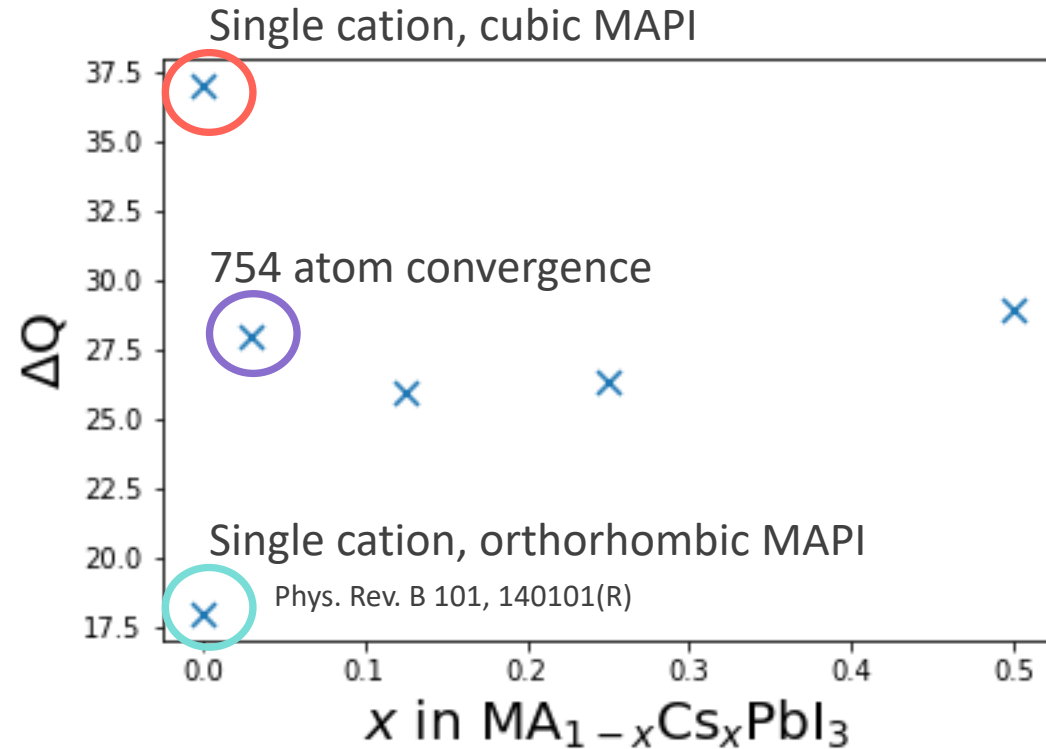 Single cation, cubic MAPI
37.5
35.0
32.5
754 atom convergence
30.0
27.5
25.0
22.5
Single cation, orthorhombic MAPI
20.0
Phys. Rev. B 101, 140101(R)
17.5
ΔQ
0.0 0.1 0.2 0.3 0.4 0.5
x in MA₁₋ₓCsₓPbI₃